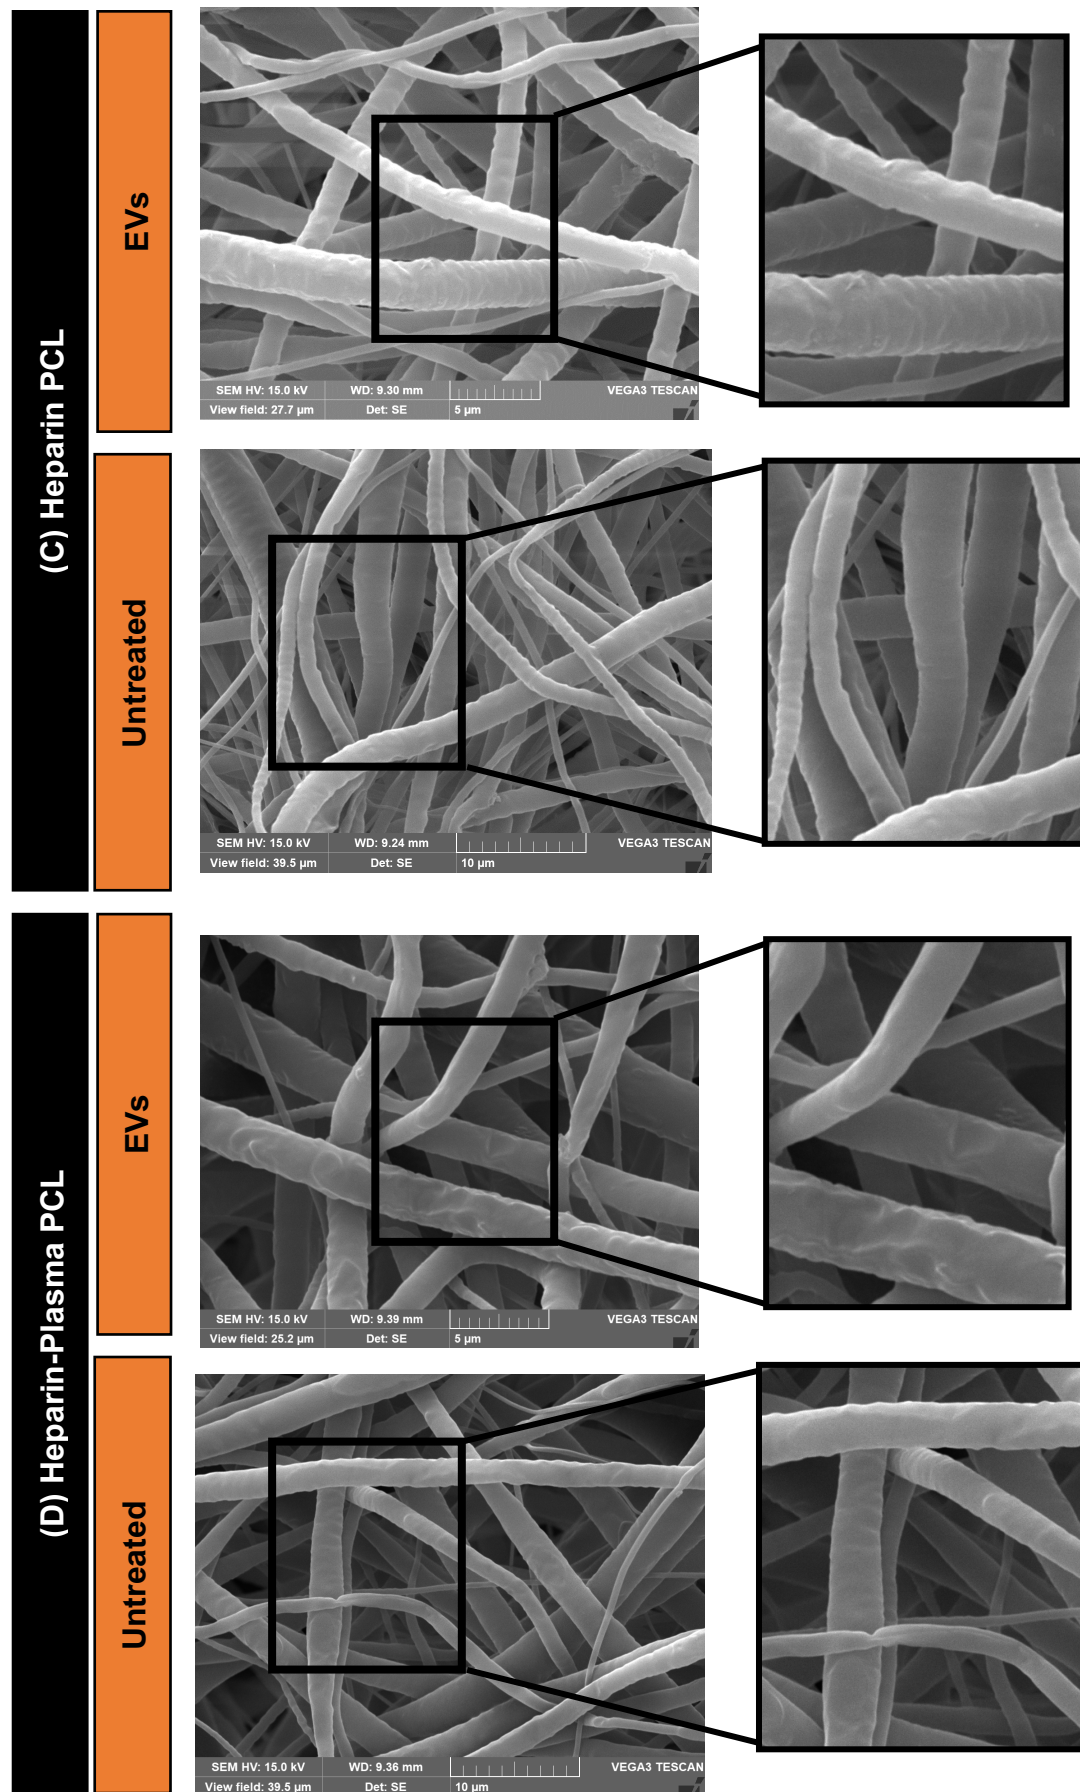 (C) Heparin PCL
EVs
SEM HV: 15.0 kV WD: 9.30 mm VEGA3 TESCAN
View field: 27.7 µm Det: SE 5 µm
Untreated
SEM HV: 15.0 kV WD: 9.24 mm VEGA3 TESCAN
View field: 39.5 µm Det: SE 10 µm
(D) Heparin-Plasma PCL
EVs
SEM HV: 15.0 kV WD: 9.39 mm VEGA3 TESCAN
View field: 25.2 µm Det: SE 5 µm
Untreated
SEM HV: 15.0 kV WD: 9.36 mm VEGA3 TESCAN
View field: 39.5 µm Det: SE 10 µm